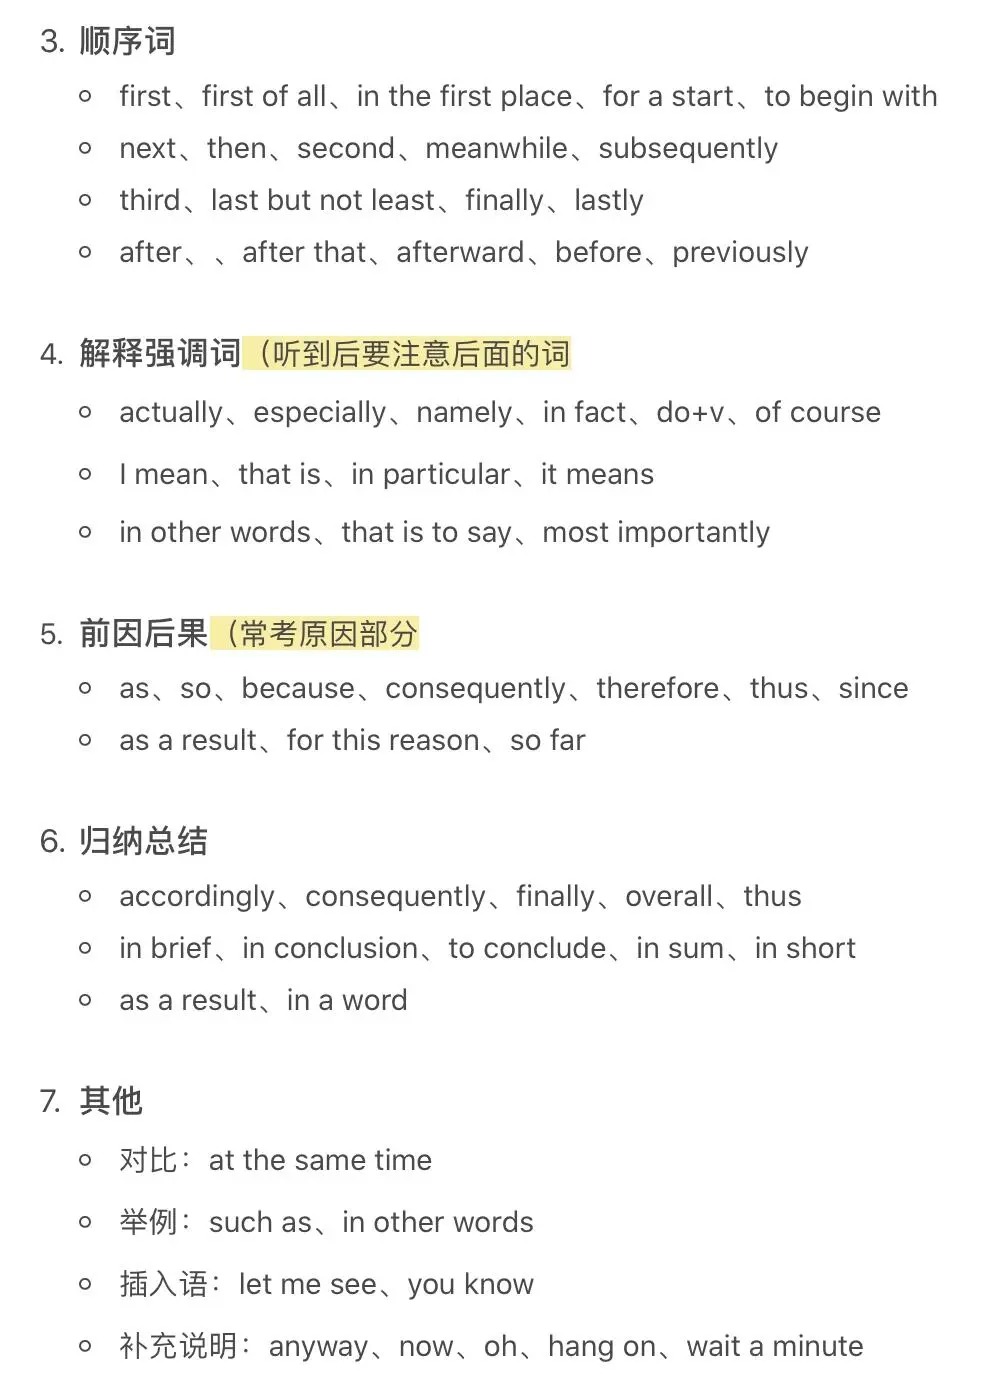 3. 顺序词
first、first of all、in the first place、for a start、to begin with
next、then、second、meanwhile、subsequently
third、last but not least、finally、lastly
after、、after that、afterward、before、previously
4. 解释强调词（听到后要注意后面的词
actually、especially、namely、in fact、do+v、of course
I mean、that is、in particular、it means
in other words、that is to say、most importantly
5. 前因后果（常考原因部分
as、so、because、consequently、therefore、thus、since
as a result、for this reason、so far
6. 归纳总结
accordingly、consequently、finally、overall、thus
in brief、in conclusion、to conclude、in sum、in short
as a result、in a word
7. 其他
对比：at the same time
举例：such as、in other words
插入语：let me see、you know
补充说明：anyway、now、oh、hang on、wait a minute